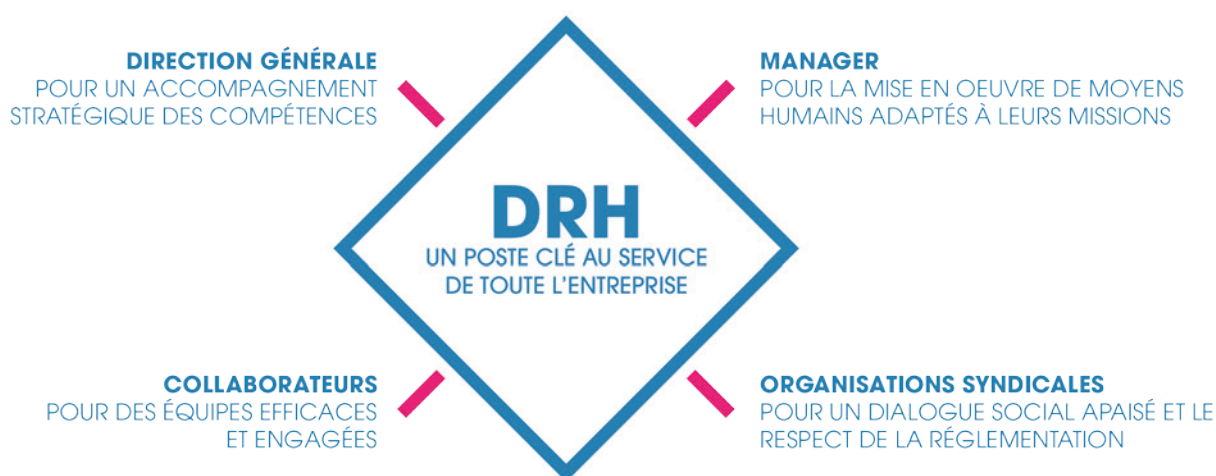 DIRECTION GÉNÉRALE
POUR UN ACCOMPAGNEMENT
STRATÉGIQUE DES COMPÉTENCES
MANAGER
POUR LA MISE EN OEUVRE DE MOYENS
HUMAINS ADAPTÉS À LEURS MISSIONS
DRH
UN POSTE CLÉ AU SERVICE
DE TOUTE L'ENTREPRISE
COLLABORATEURS
POUR DES ÉQUIPES EFFICACES
ET ENGAGÉES
ORGANISATIONS SYNDICALES
POUR UN DIALOGUE SOCIAL APAISÉ ET LE
RESPECT DE LA RÉGLEMENTATION